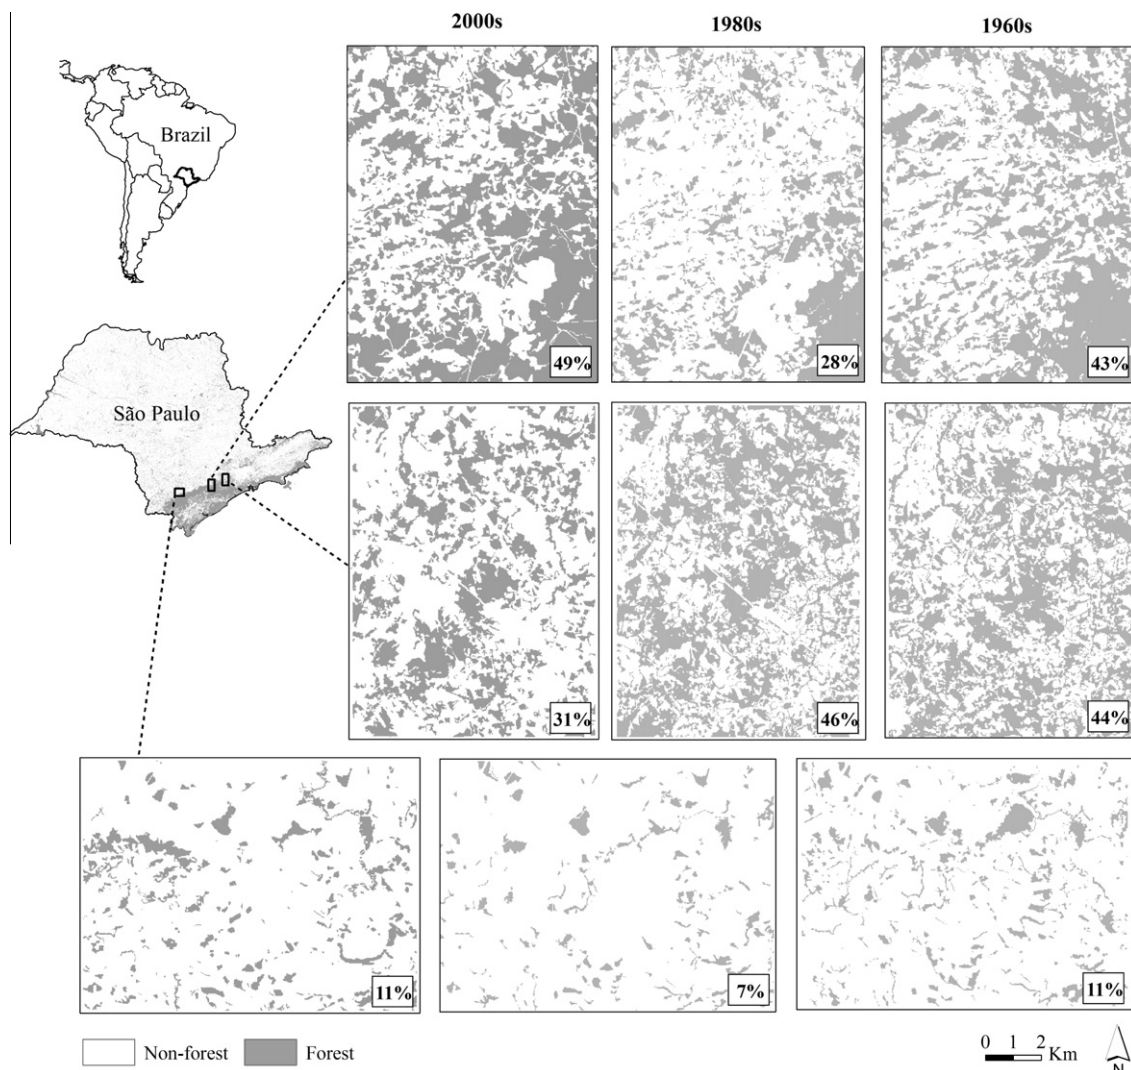 2000s 1980s 1960s
Brazil
São Paulo
49% 28% 43%
31% 46% 44%
11% 7% 11%
Non-forest Forest
0 1 2 Km
N